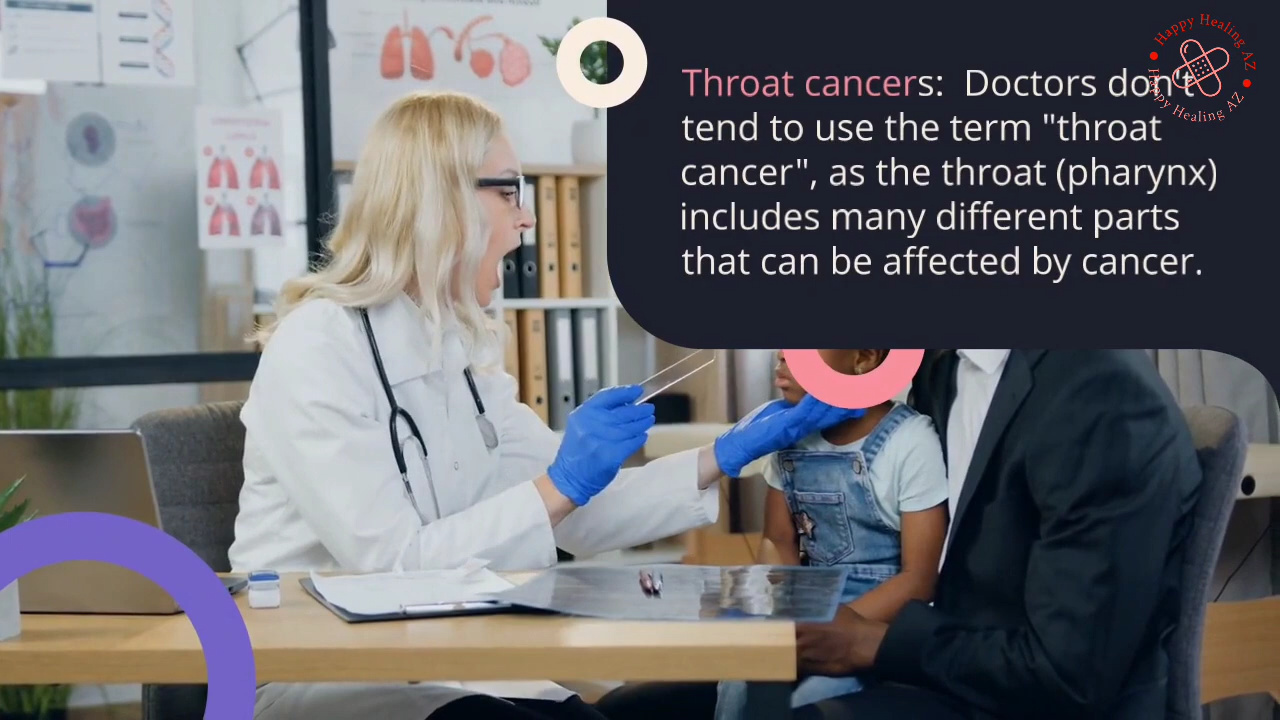 Throat cancers:  Doctors don't
tend to use the term "throat
cancer", as the throat (pharynx)
includes many different parts
that can be affected by cancer.
Happy Healing AZ
Happy Healing AZ